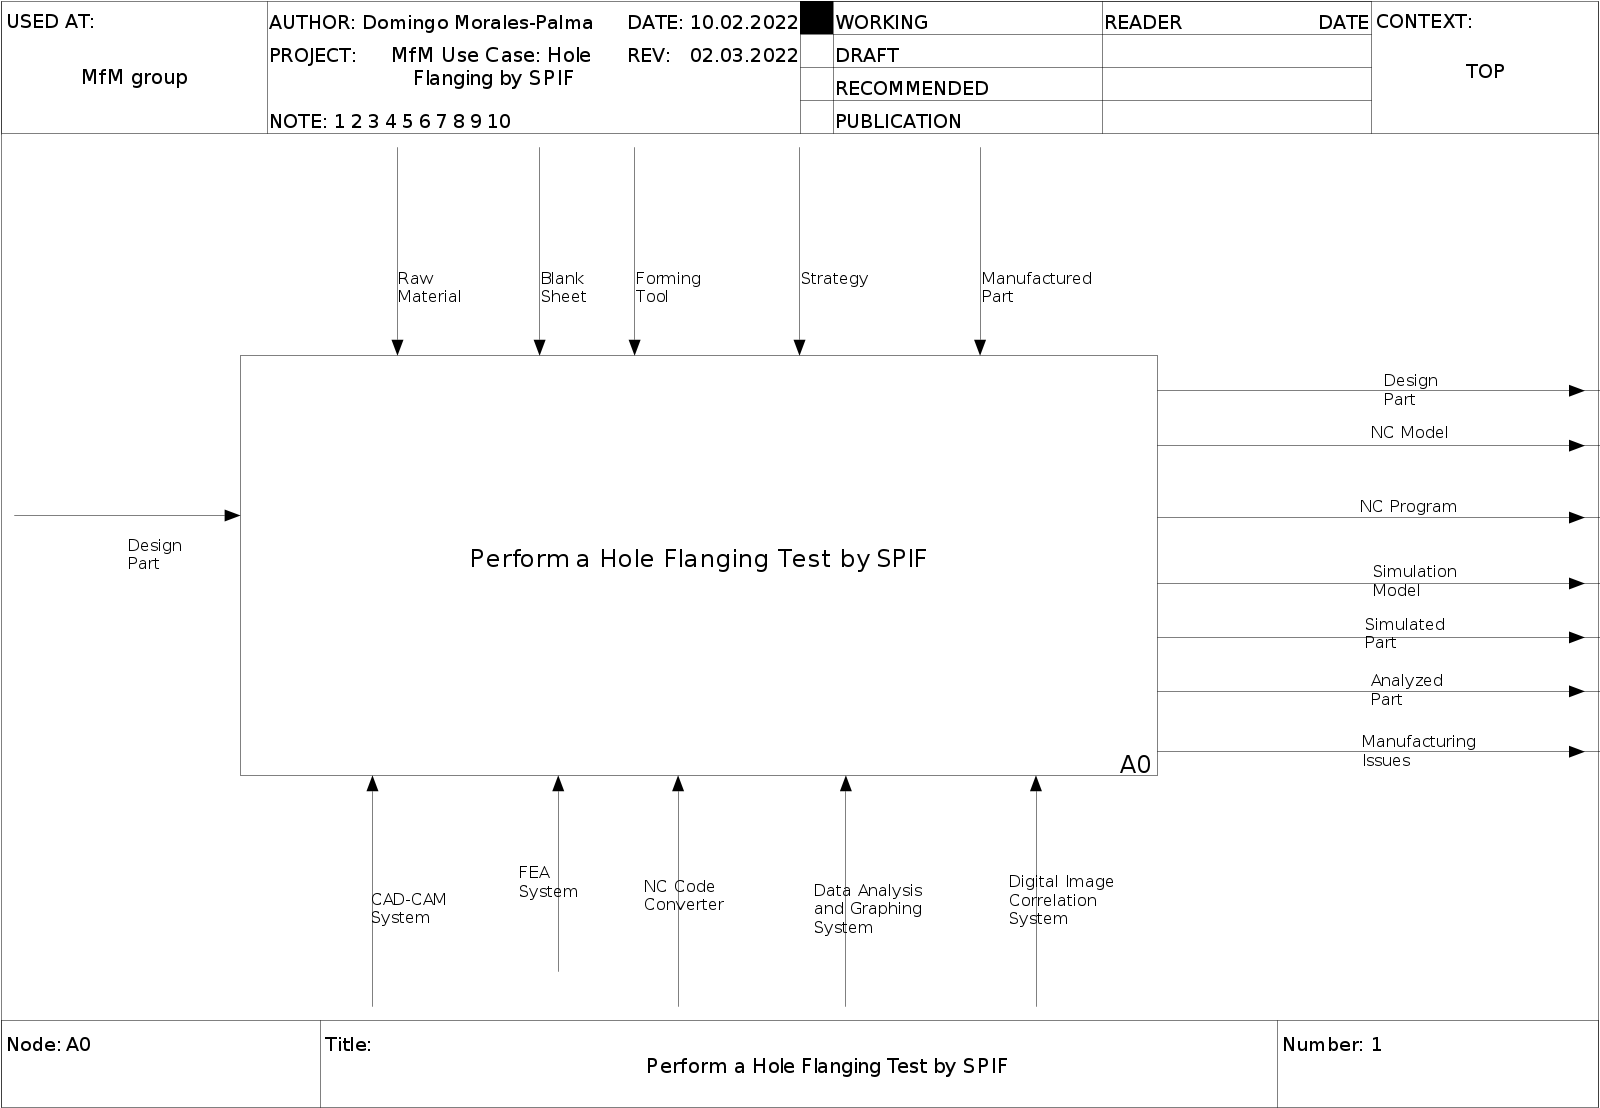 USED AT:
MfM group
AUTHOR: Domingo Morales-Palma
DATE: 10.02.2022
PROJECT: MfM Use Case: Hole
Flanging by SPIF
REV: 02.03.2022
NOTE: 1 2 3 4 5 6 7 8 9 10
WORKING
DRAFT
RECOMMENDED
PUBLICATION
READER DATE
CONTEXT:
TOP
Raw
Material
Blank
Sheet
Forming
Tool
Strategy
Manufactured
Part
Design
Part
Perform a Hole Flanging Test by SPIF
A0
Design
Part
NC Model
NC Program
Simulation
Model
Simulated
Part
Analyzed
Part
Manufacturing
Issues
CAD-CAM
System
FEA
System
NC Code
Converter
Data Analysis
and Graphing
System
Digital Image
Correlation
System
Node: A0
Title:
Perform a Hole Flanging Test by SPIF
Number: 1